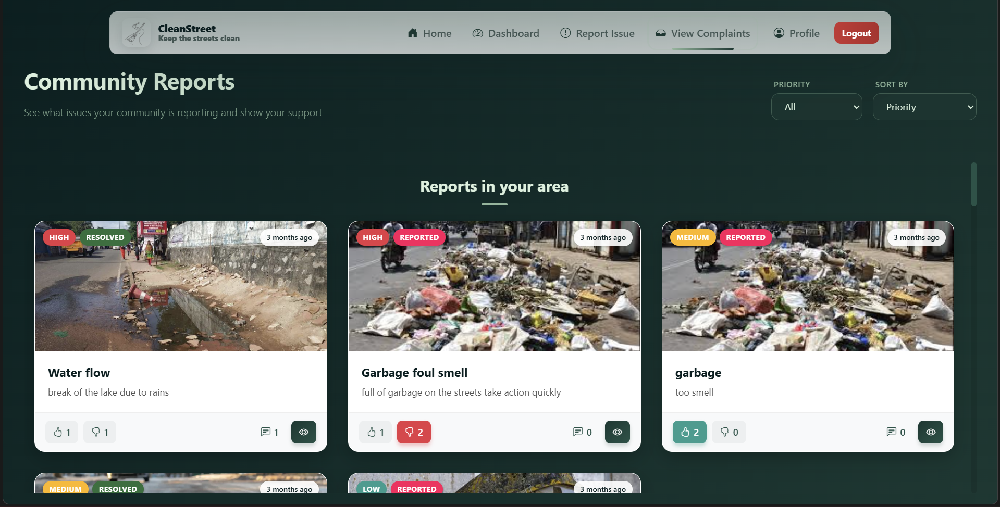 CleanStreet
Keep the streets clean
Home
Dashboard
Report Issue
View Complaints
Profile
Logout
Community Reports
See what issues your community is reporting and show your support
PRIORITY
All
SORT BY
Priority
Reports in your area
HIGH
RESOLVED
3 months ago
Water flow
break of the lake due to rains
1
1
1
HIGH
REPORTED
3 months ago
Garbage foul smell
full of garbage on the streets take action quickly
1
2
0
MEDIUM
REPORTED
3 months ago
garbage
too smell
2
0
0
MEDIUM
RESOLVED
3 months ago
LOW
REPORTED
3 months ago